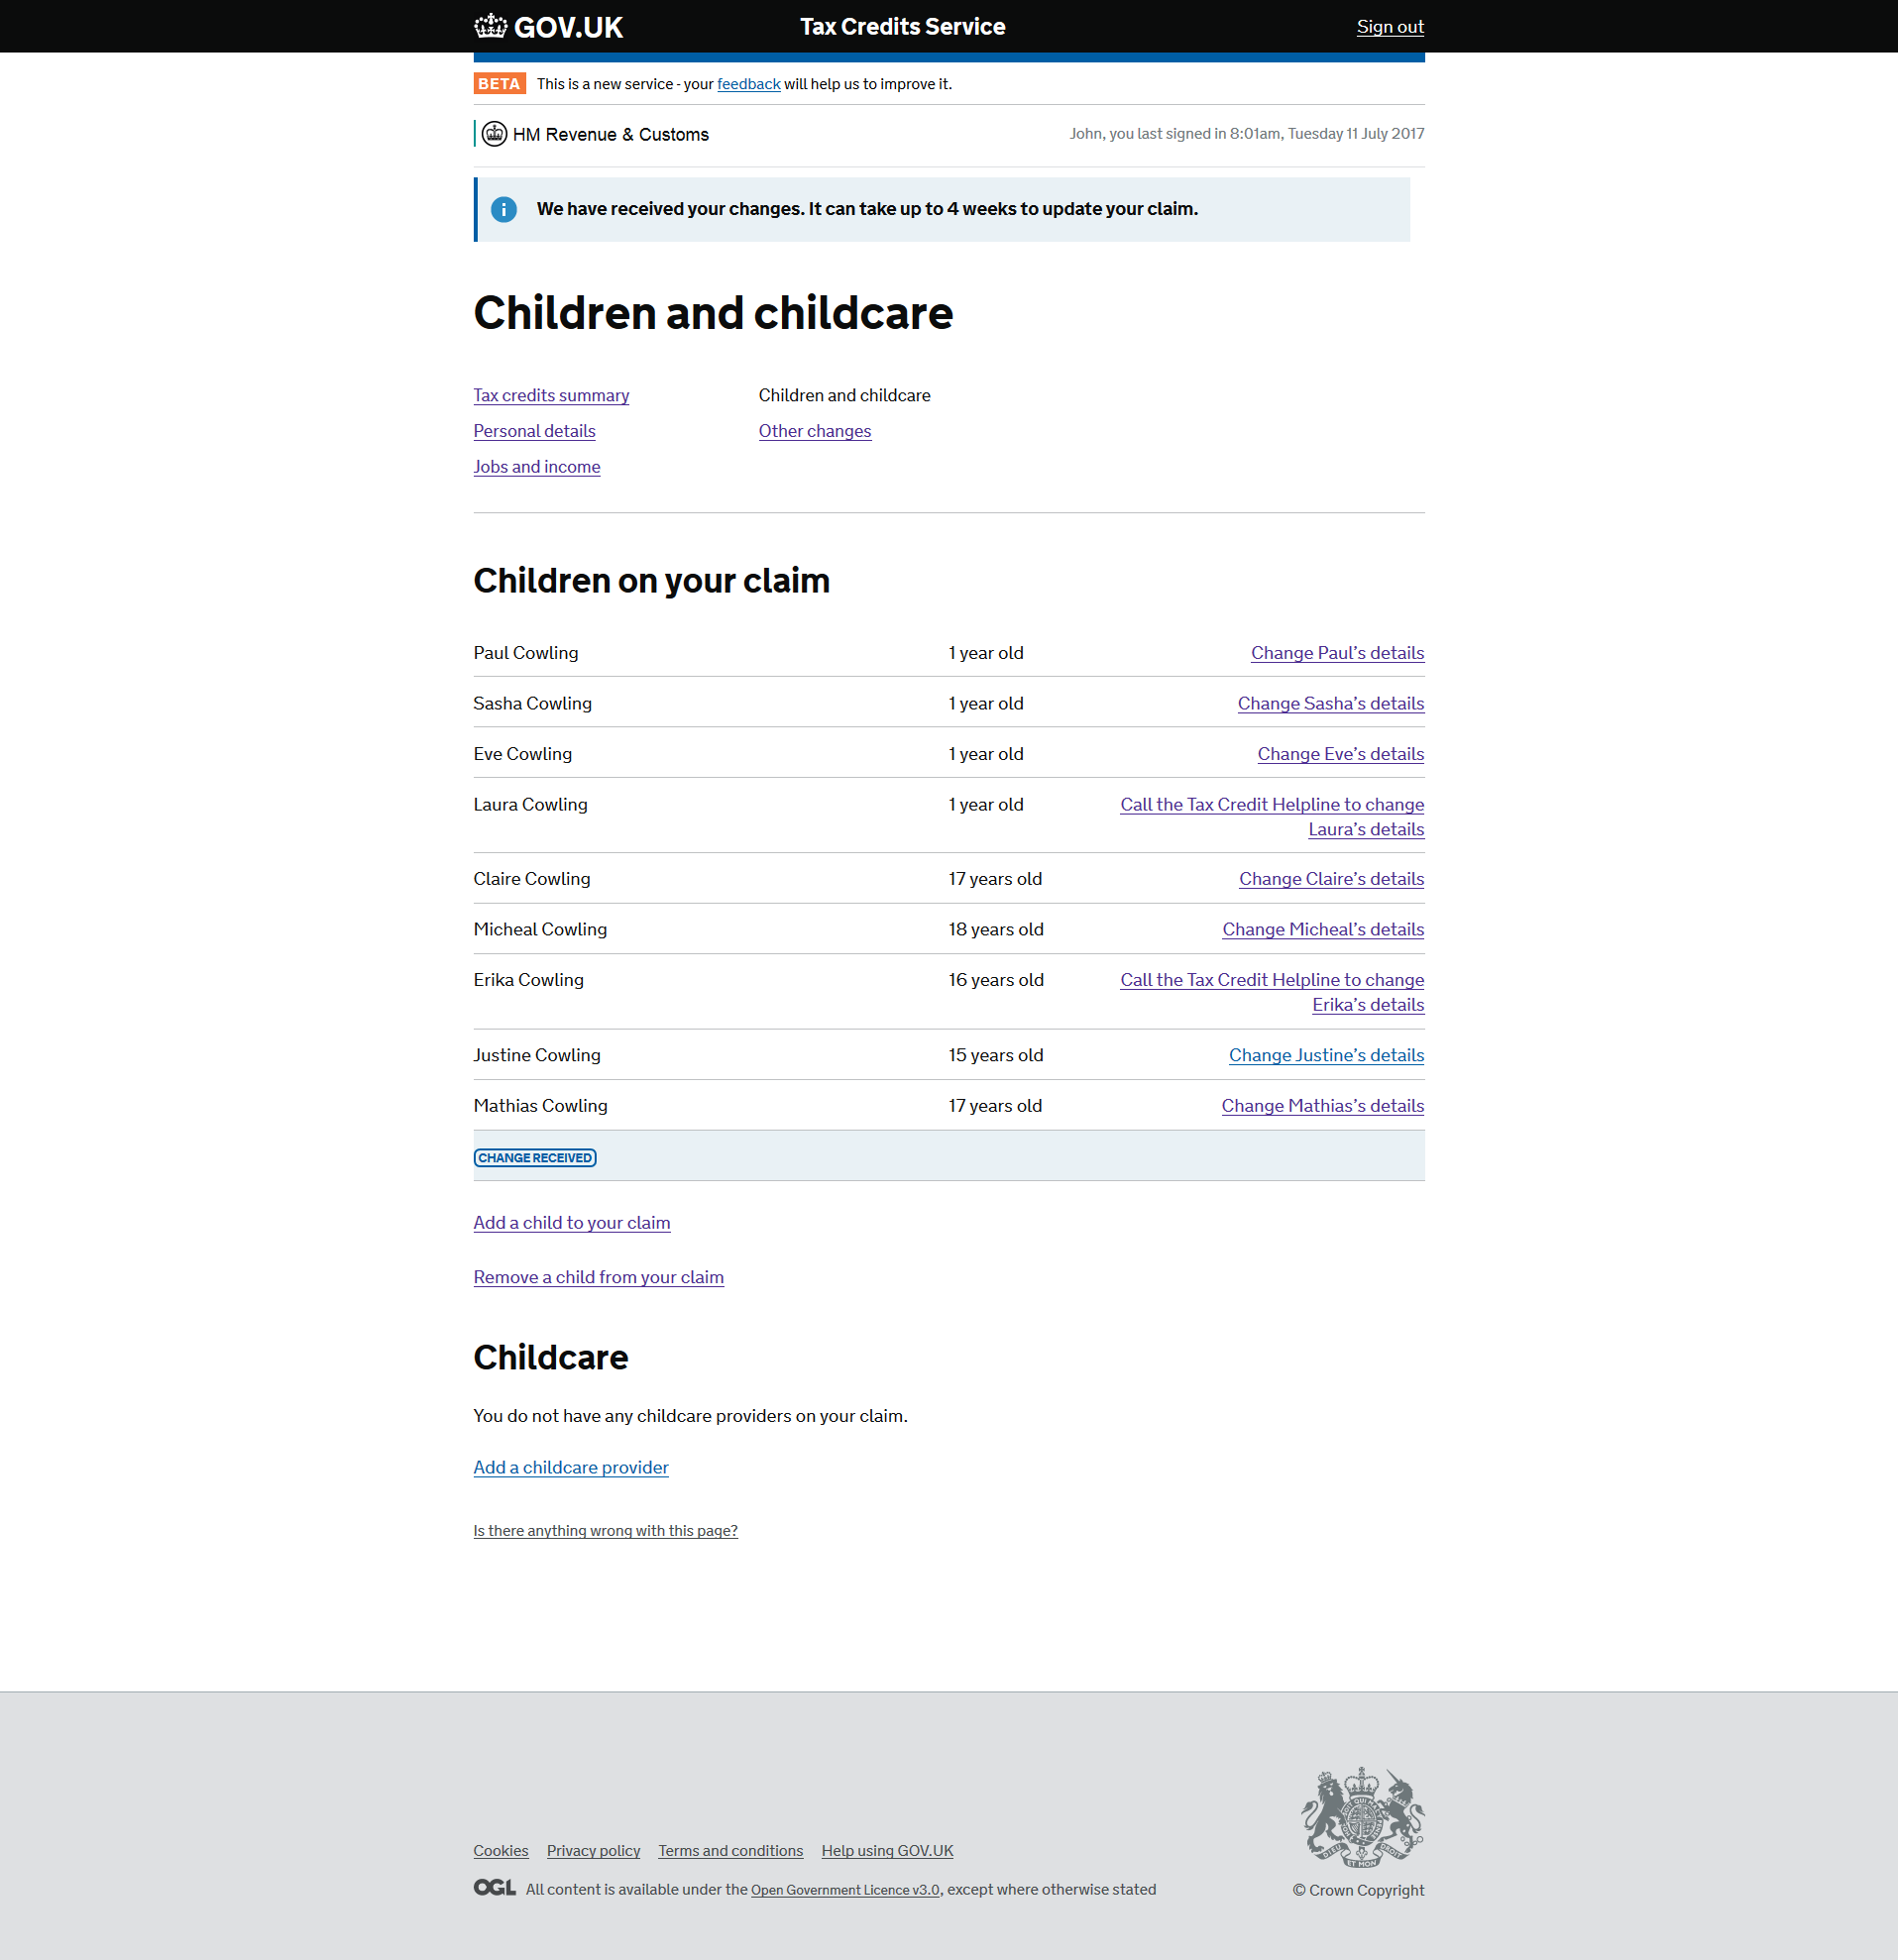 GOV.UK Tax Credits Service Sign out
BETA This is a new service - your feedback will help us to improve it.
HM Revenue & Customs John, you last signed in 8:01am, Tuesday 11 July 2017
We have received your changes. It can take up to 4 weeks to update your claim.
Children and childcare
Tax credits summary Children and childcare
Personal details Other changes
Jobs and income
Children on your claim
Paul Cowling 1 year old Change Paul’s details
Sasha Cowling 1 year old Change Sasha’s details
Eve Cowling 1 year old Change Eve’s details
Laura Cowling 1 year old Call the Tax Credit Helpline to change
Laura’s details
Claire Cowling 17 years old Change Claire’s details
Micheal Cowling 18 years old Change Micheal’s details
Erika Cowling 16 years old Call the Tax Credit Helpline to change
Erika’s details
Justine Cowling 15 years old Change Justine’s details
Mathias Cowling 17 years old Change Mathias’s details
CHANGE RECEIVED
Add a child to your claim
Remove a child from your claim
Childcare
You do not have any childcare providers on your claim.
Add a childcare provider
Is there anything wrong with this page?
Cookies Privacy policy Terms and conditions Help using GOV.UK
OGL All content is available under the Open Government Licence v3.0, except where otherwise stated
© Crown Copyright